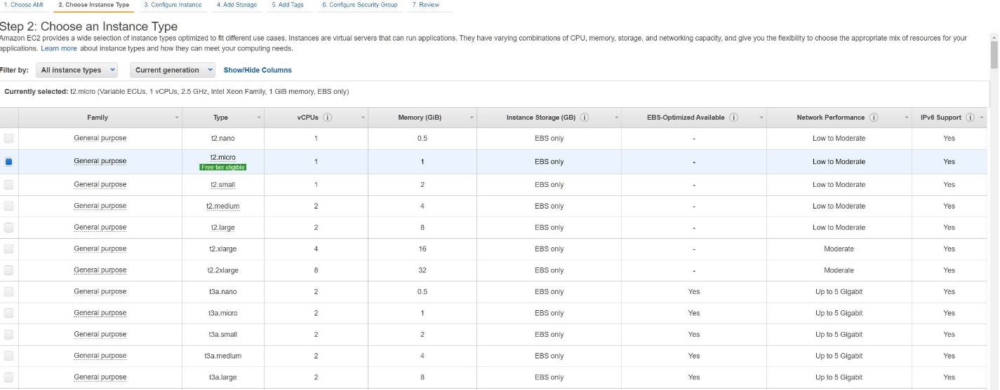 1. Choose AMI 2. Choose Instance Type 3. Configure Instance 4. Add Storage 5. Add Tags 6. Configure Security Group 7. Review
Step 2: Choose an Instance Type
Amazon EC2 provides a wide selection of instance types optimized to fit different use cases. Instances are virtual servers that can run applications. They have varying combinations of CPU, memory, storage, and networking capacity, and give you the flexibility to choose the appropriate mix of resources for your
applications. Learn more about instance types and how they can meet your computing needs.
Filter by: All instance types Current generation Show/Hide Columns
Currently selected: t2.micro (Variable ECUs, 1 vCPUs, 2.5 GHz, Intel Xeon Family, 1 GiB memory, EBS only)
Family Type vCPUs i Memory (GiB) Instance Storage (GB) i EBS-Optimized Available i Network Performance i IPv6 Support i
General purpose t2.nano 1 0.5 EBS only - Low to Moderate Yes
General purpose t2.micro Free tier eligible 1 1 EBS only - Low to Moderate Yes
General purpose t2.small 1 2 EBS only - Low to Moderate Yes
General purpose t2.medium 2 4 EBS only - Low to Moderate Yes
General purpose t2.large 2 8 EBS only - Low to Moderate Yes
General purpose t2.xlarge 4 16 EBS only - Moderate Yes
General purpose t2.2xlarge 8 32 EBS only - Moderate Yes
General purpose t3a.nano 2 0.5 EBS only Yes Up to 5 Gigabit Yes
General purpose t3a.micro 2 1 EBS only Yes Up to 5 Gigabit Yes
General purpose t3a.small 2 2 EBS only Yes Up to 5 Gigabit Yes
General purpose t3a.medium 2 4 EBS only Yes Up to 5 Gigabit Yes
General purpose t3a.large 2 8 EBS only Yes Up to 5 Gigabit Yes